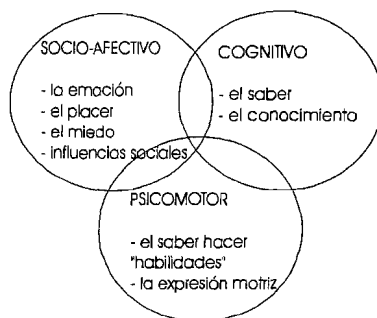 SOCIO-AFECTIVO
- la emoción
- el placer
- el miedo
- influencias sociales
COGNITIVO
- el saber
- el conocimiento
PSICOMOTOR
- el saber hacer
"habilidades"
- la expresión motriz